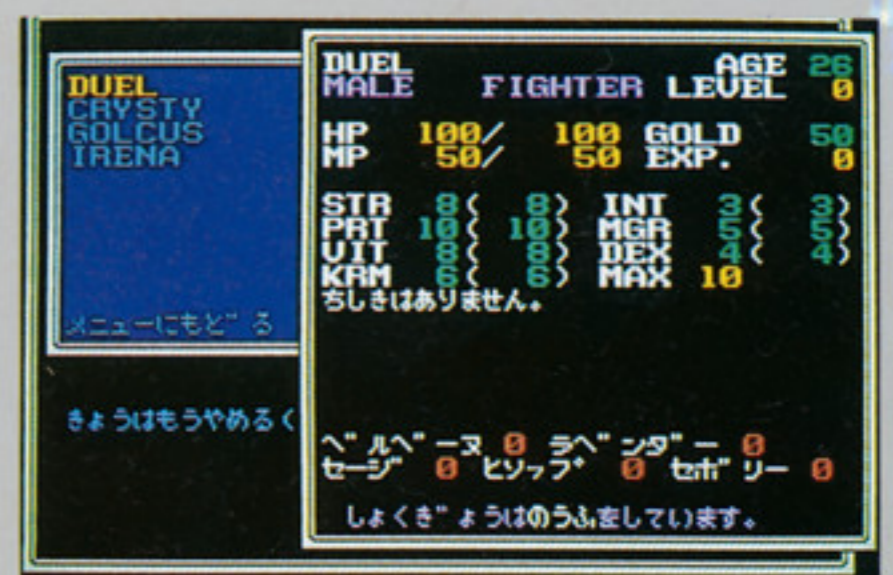 DUEL
CRYSTY
GOLCUS
IRENA
メニューにもどる
きょうはもうやめるく
DUEL AGE 26
MALE FIGHTER LEVEL 0
HP 100/ 100 GOLD 50
MP 50/ 50 EXP. 0
STR 8( 8) INT 3( 3)
PRT 10( 10) MGR 5( 5)
VIT 8( 8) DEX 4( 4)
KRM 6( 6) MAX 10
ちしきはありません。
ベルベーヌ 0 ラベンダー 0
セージ 0 ヒソップ 0 セボリー 0
しょくぎょうはのうふをしています。